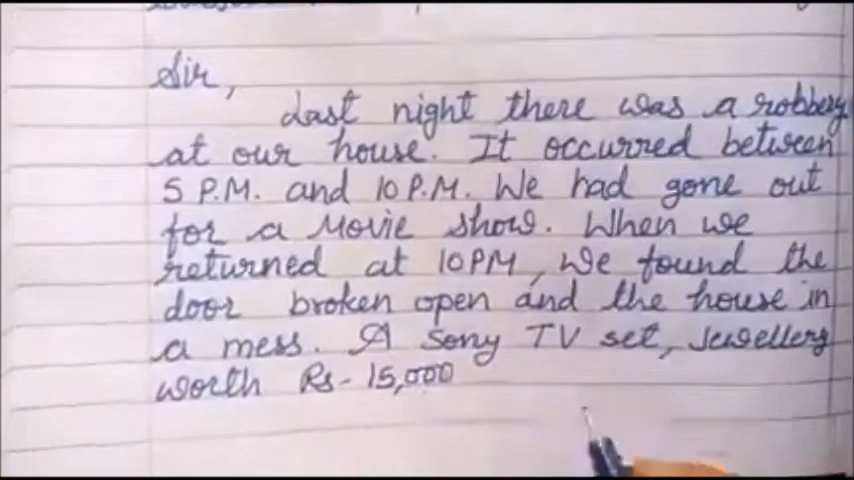 Sir,
Last night there was a robbery
at our house. It occurred between
5 P.M. and 10 P.M. We had gone out
for a Movie show. When we
returned at 10PM, we found the
door broken open and the house in
a mess. A Sony TV set, Jewellery
worth Rs- 15,000